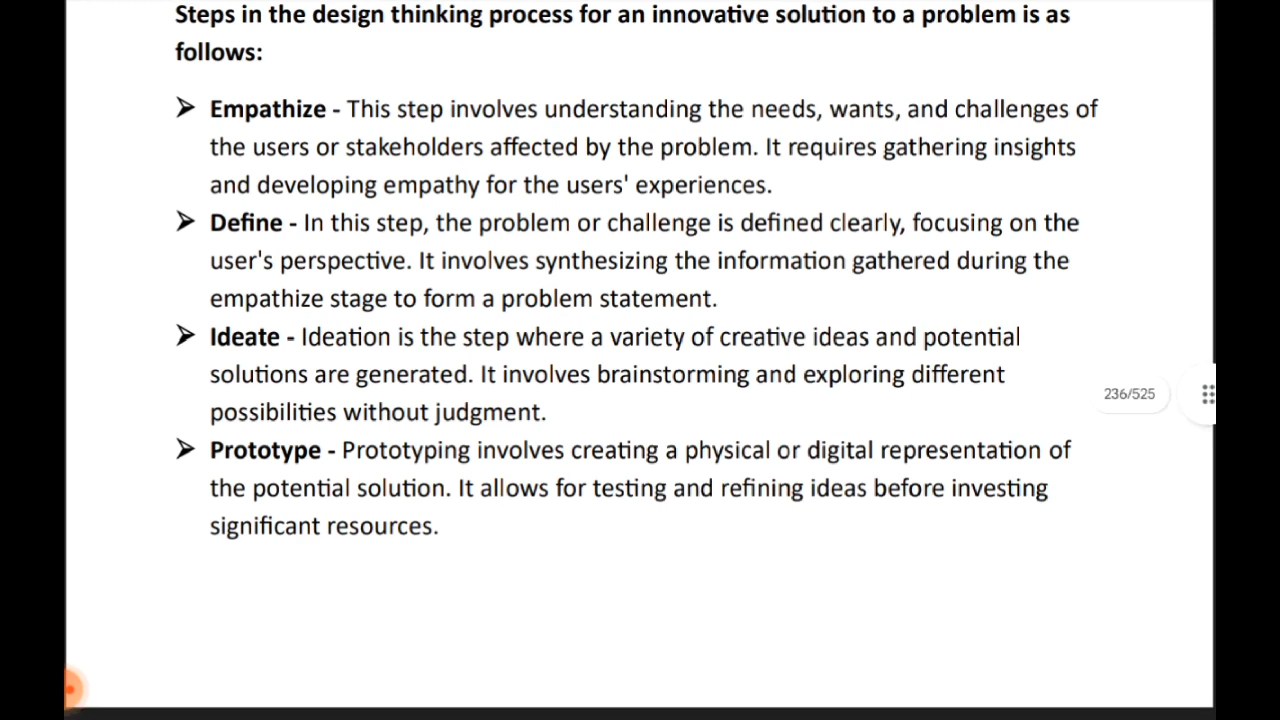 Steps in the design thinking process for an innovative solution to a problem is as
follows:
➢ Empathize - This step involves understanding the needs, wants, and challenges of
the users or stakeholders affected by the problem. It requires gathering insights
and developing empathy for the users' experiences.
➢ Define - In this step, the problem or challenge is defined clearly, focusing on the
user's perspective. It involves synthesizing the information gathered during the
empathize stage to form a problem statement.
➢ Ideate - Ideation is the step where a variety of creative ideas and potential
solutions are generated. It involves brainstorming and exploring different
possibilities without judgment.
236/525
➢ Prototype - Prototyping involves creating a physical or digital representation of
the potential solution. It allows for testing and refining ideas before investing
significant resources.